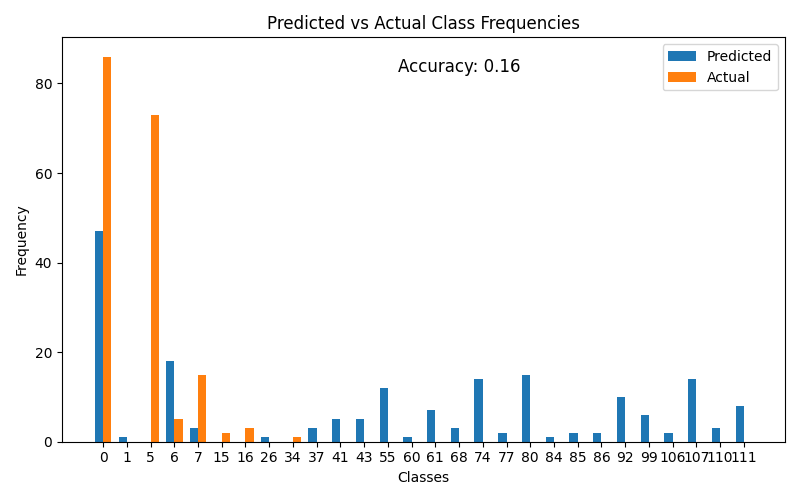 Predicted vs Actual Class Frequencies
Accuracy: 0.16
Predicted
Actual
Frequency
80
60
40
20
0
0 1 5 6 7 15 16 26 34 37 41 43 55 60 61 68 74 77 80 84 85 86 92 99 106 107 110 111
Classes